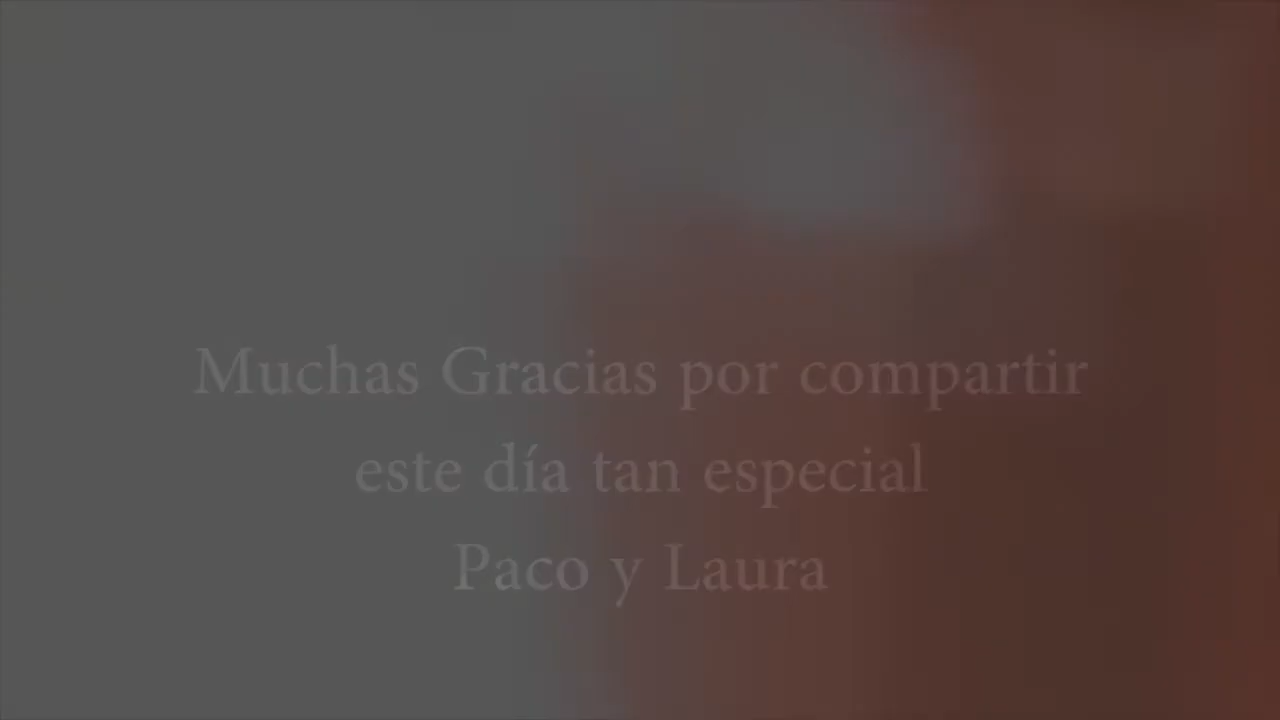 Muchas Gracias por compartir
este día tan especial
Paco y Laura